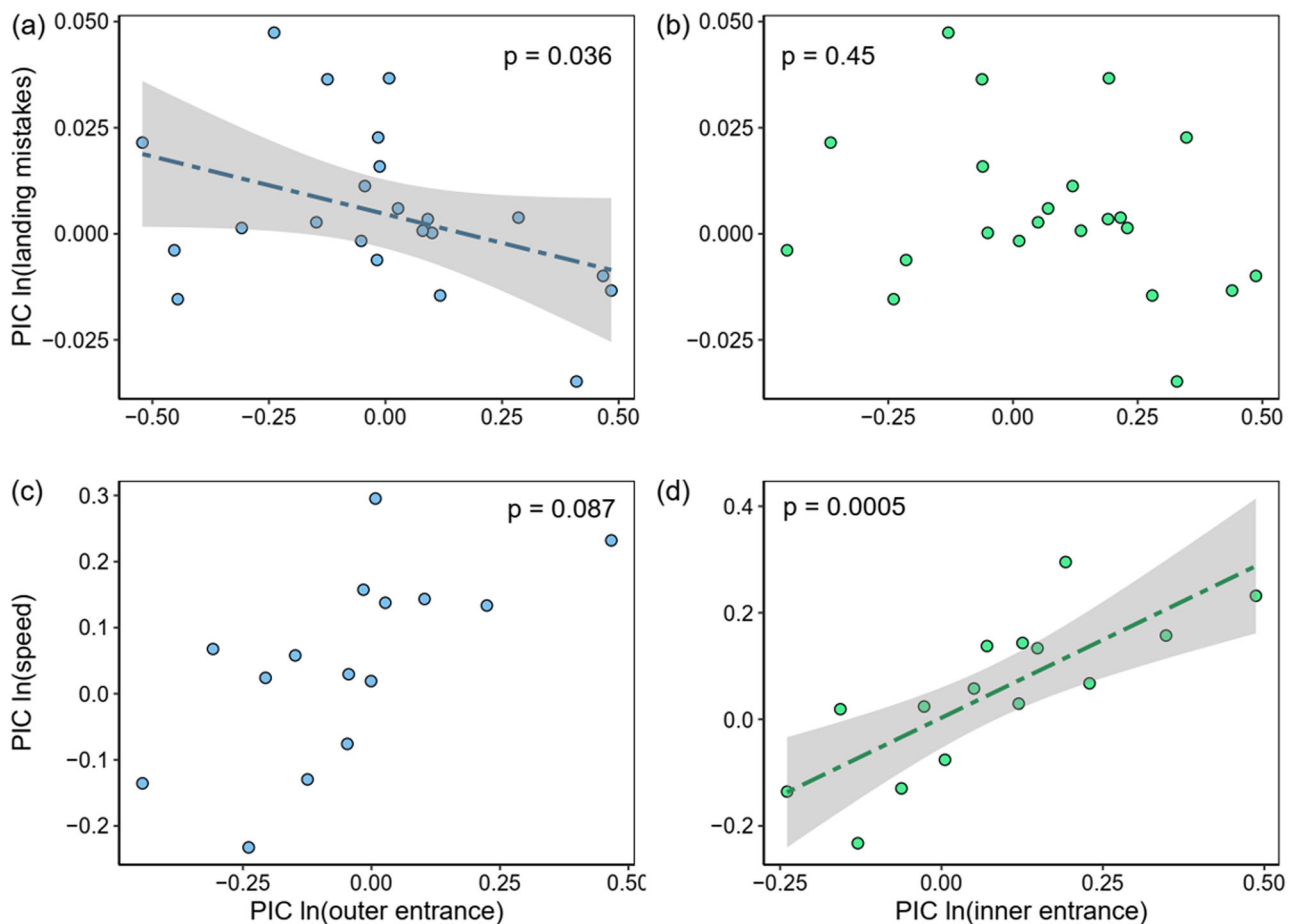 (a)
p = 0.036
PIC ln(landing mistakes)
0.050
0.025
0.000
−0.025
−0.50
−0.25
0.00
0.25
0.50
(b)
p = 0.45
0.050
0.025
0.000
−0.025
−0.25
0.00
0.25
0.50
(c)
p = 0.087
PIC ln(speed)
0.3
0.2
0.1
0.0
−0.1
−0.2
−0.25
0.00
0.25
0.50
PIC ln(outer entrance)
(d)
p = 0.0005
0.4
0.2
0.0
−0.2
−0.25
0.00
0.25
0.50
PIC ln(inner entrance)